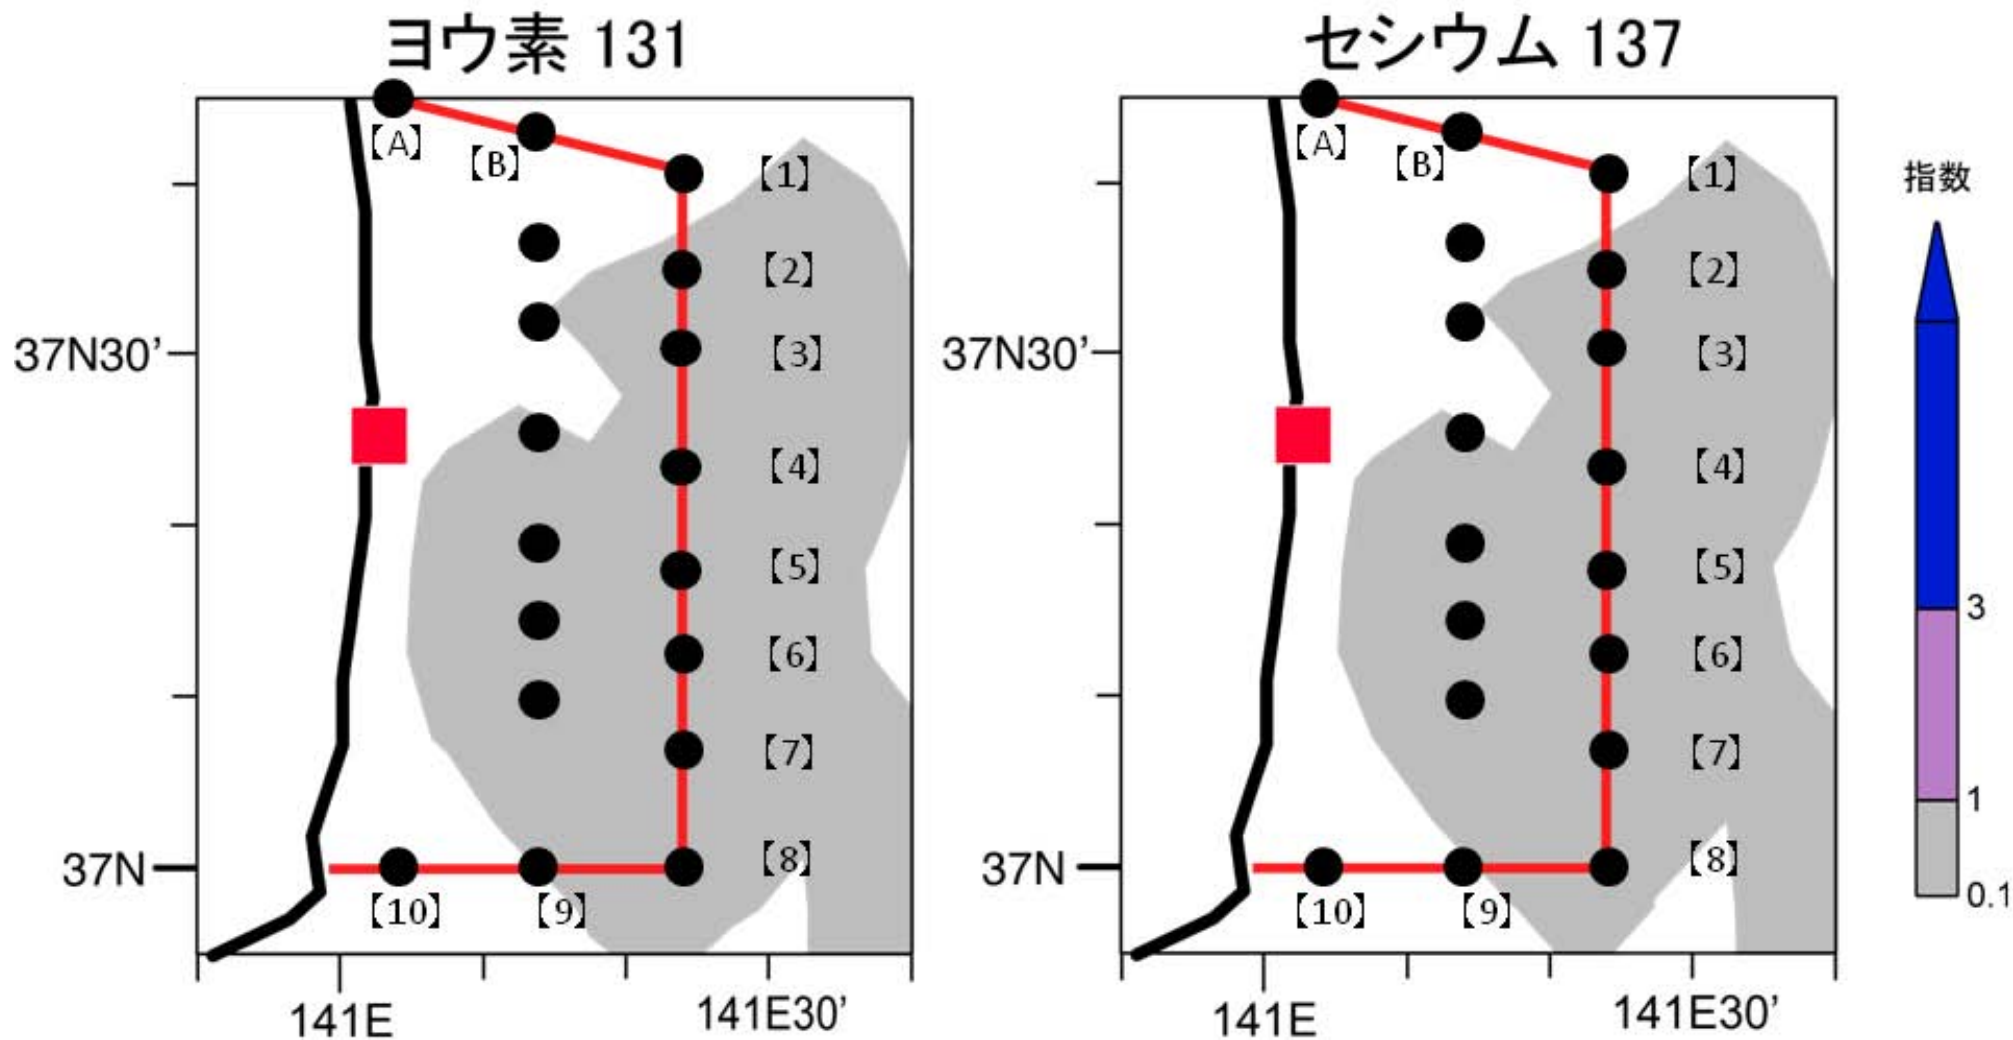 ヨウ素 131
【A】
【B】
【1】
【2】
【3】
【4】
【5】
【6】
【7】
【8】
【9】
【10】
37N30’
37N
141E
141E30’
セシウム 137
【A】
【B】
【1】
【2】
【3】
【4】
【5】
【6】
【7】
【8】
【9】
【10】
37N30’
37N
141E
141E30’
指数
3
1
0.1